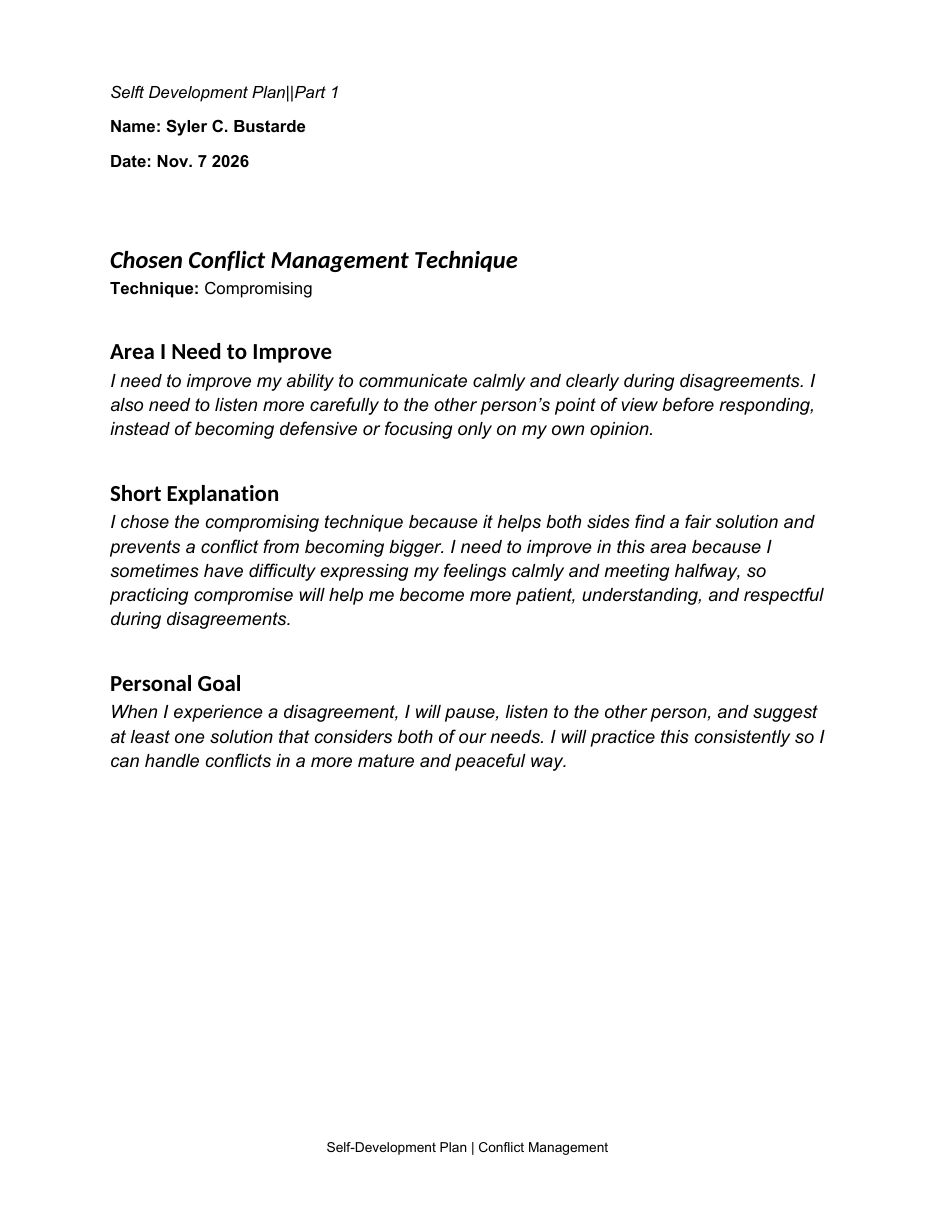 Selft Development Plan||Part 1
Name: Syler C. Bustarde
Date: Nov. 7 2026
Chosen Conflict Management Technique
Technique: Compromising
Area I Need to Improve
I need to improve my ability to communicate calmly and clearly during disagreements. I
also need to listen more carefully to the other person’s point of view before responding,
instead of becoming defensive or focusing only on my own opinion.
Short Explanation
I chose the compromising technique because it helps both sides find a fair solution and
prevents a conflict from becoming bigger. I need to improve in this area because I
sometimes have difficulty expressing my feelings calmly and meeting halfway, so
practicing compromise will help me become more patient, understanding, and respectful
during disagreements.
Personal Goal
When I experience a disagreement, I will pause, listen to the other person, and suggest
at least one solution that considers both of our needs. I will practice this consistently so I
can handle conflicts in a more mature and peaceful way.
Self-Development Plan | Conflict Management